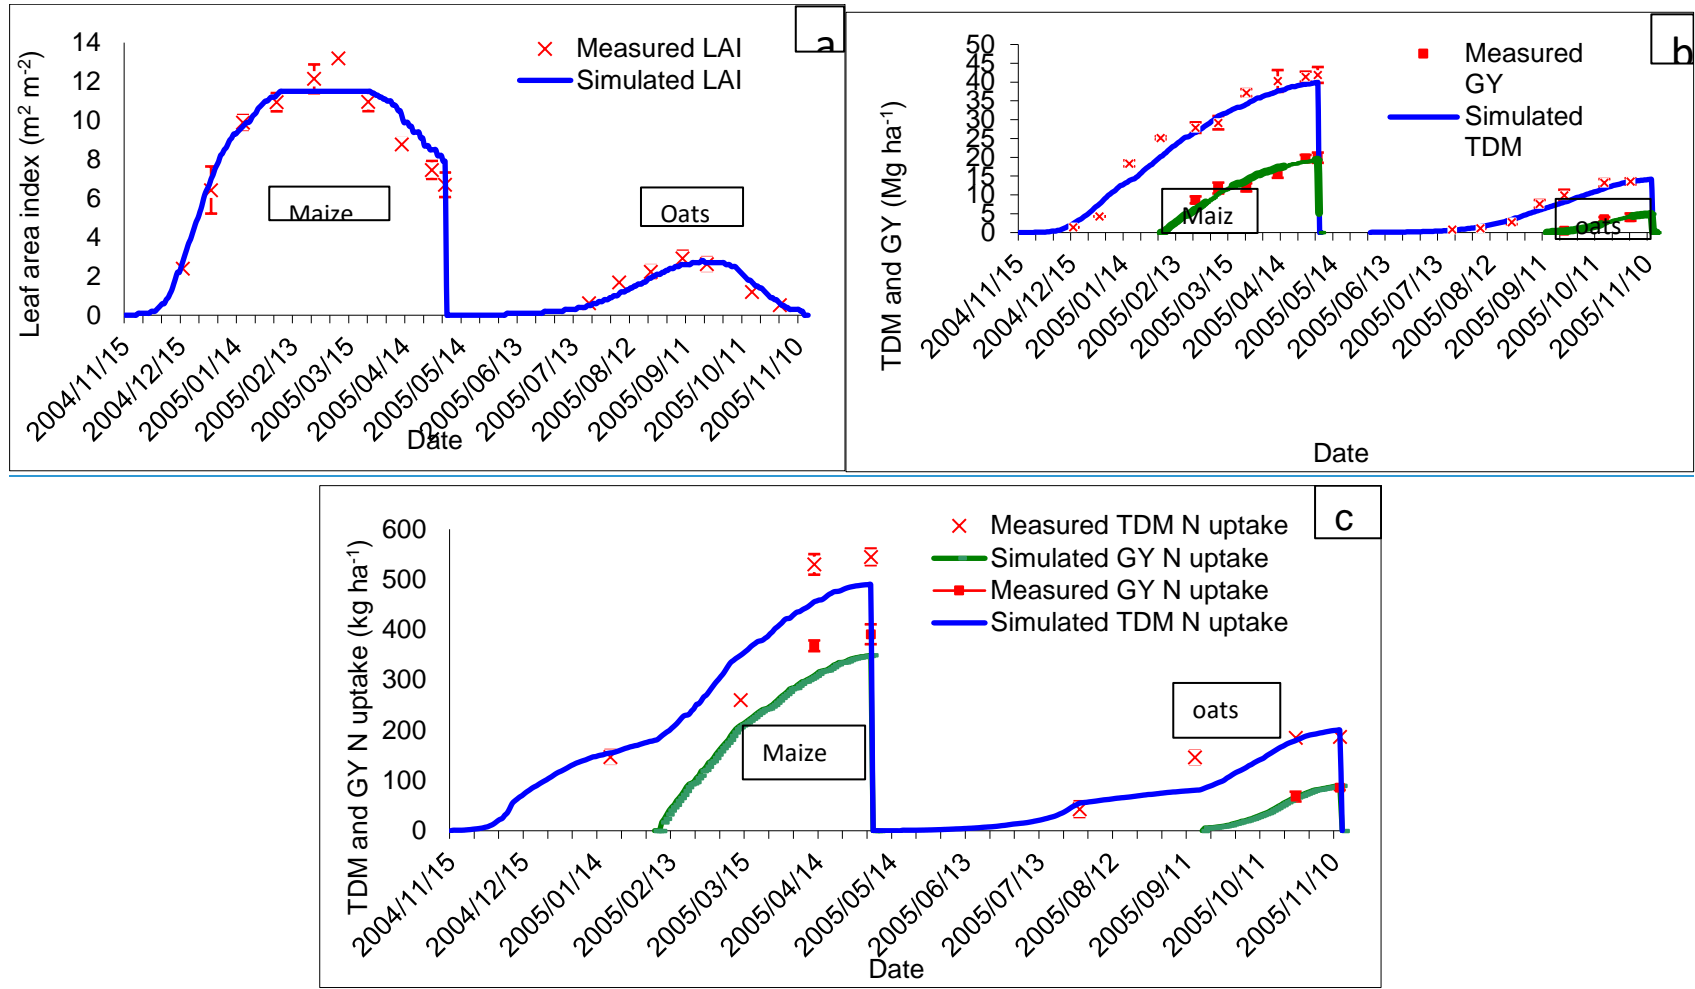 a
14
12
10
8
6
4
2
0
Leaf area index (m² m⁻²)
Measured LAI
Simulated LAI
Maize
Oats
2004/11/15
2004/12/15
2005/01/14
2005/02/13
2005/03/15
2005/04/14
2005/05/14
2005/06/13
2005/07/13
2005/08/12
2005/09/11
2005/10/11
2005/11/10
Date
b
50
45
40
35
30
25
20
15
10
5
0
TDM and GY (Mg ha⁻¹)
Measured
GY
Simulated
TDM
Maiz
oats
2004/11/15
2004/12/15
2005/01/14
2005/02/13
2005/03/15
2005/04/14
2005/05/14
2005/06/13
2005/07/13
2005/08/12
2005/09/11
2005/10/11
2005/11/10
Date
c
600
500
400
300
200
100
0
TDM and GY N uptake (kg ha⁻¹)
Measured TDM N uptake
Simulated GY N uptake
Measured GY N uptake
Simulated TDM N uptake
Maize
oats
2004/11/15
2004/12/15
2005/01/14
2005/02/13
2005/03/15
2005/04/14
2005/05/14
2005/06/13
2005/07/13
2005/08/12
2005/09/11
2005/10/11
2005/11/10
Date